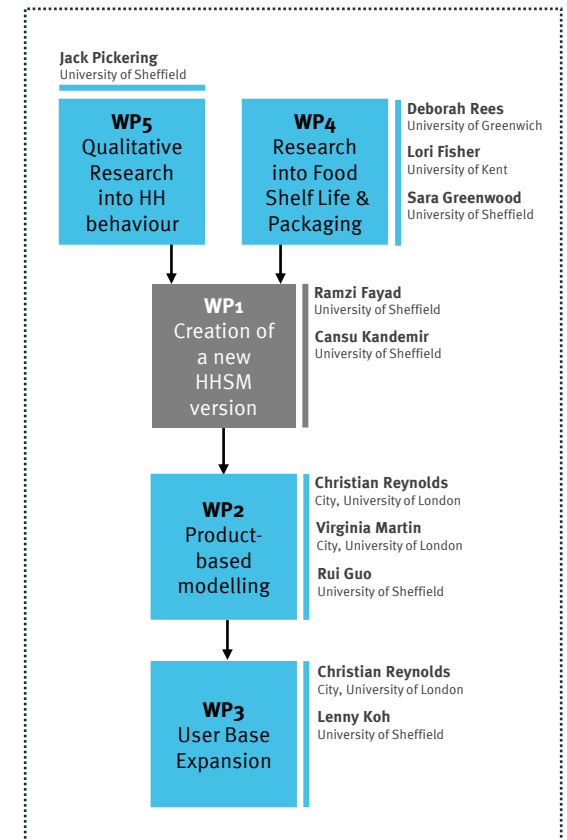 Jack Pickering
University of Sheffield
WP5
Qualitative
Research
into HH
behaviour
WP4
Research
into Food
Shelf Life &
Packaging
Deborah Rees
University of Greenwich
Lori Fisher
University of Kent
Sara Greenwood
University of Sheffield
WP1
Creation of
a new
HHSM
version
Ramzi Fayad
University of Sheffield
Cansu Kandemir
University of Sheffield
WP2
Product-
based
modelling
Christian Reynolds
City, University of London
Virginia Martin
City, University of London
Rui Guo
University of Sheffield
WP3
User Base
Expansion
Christian Reynolds
City, University of London
Lenny Koh
University of Sheffield